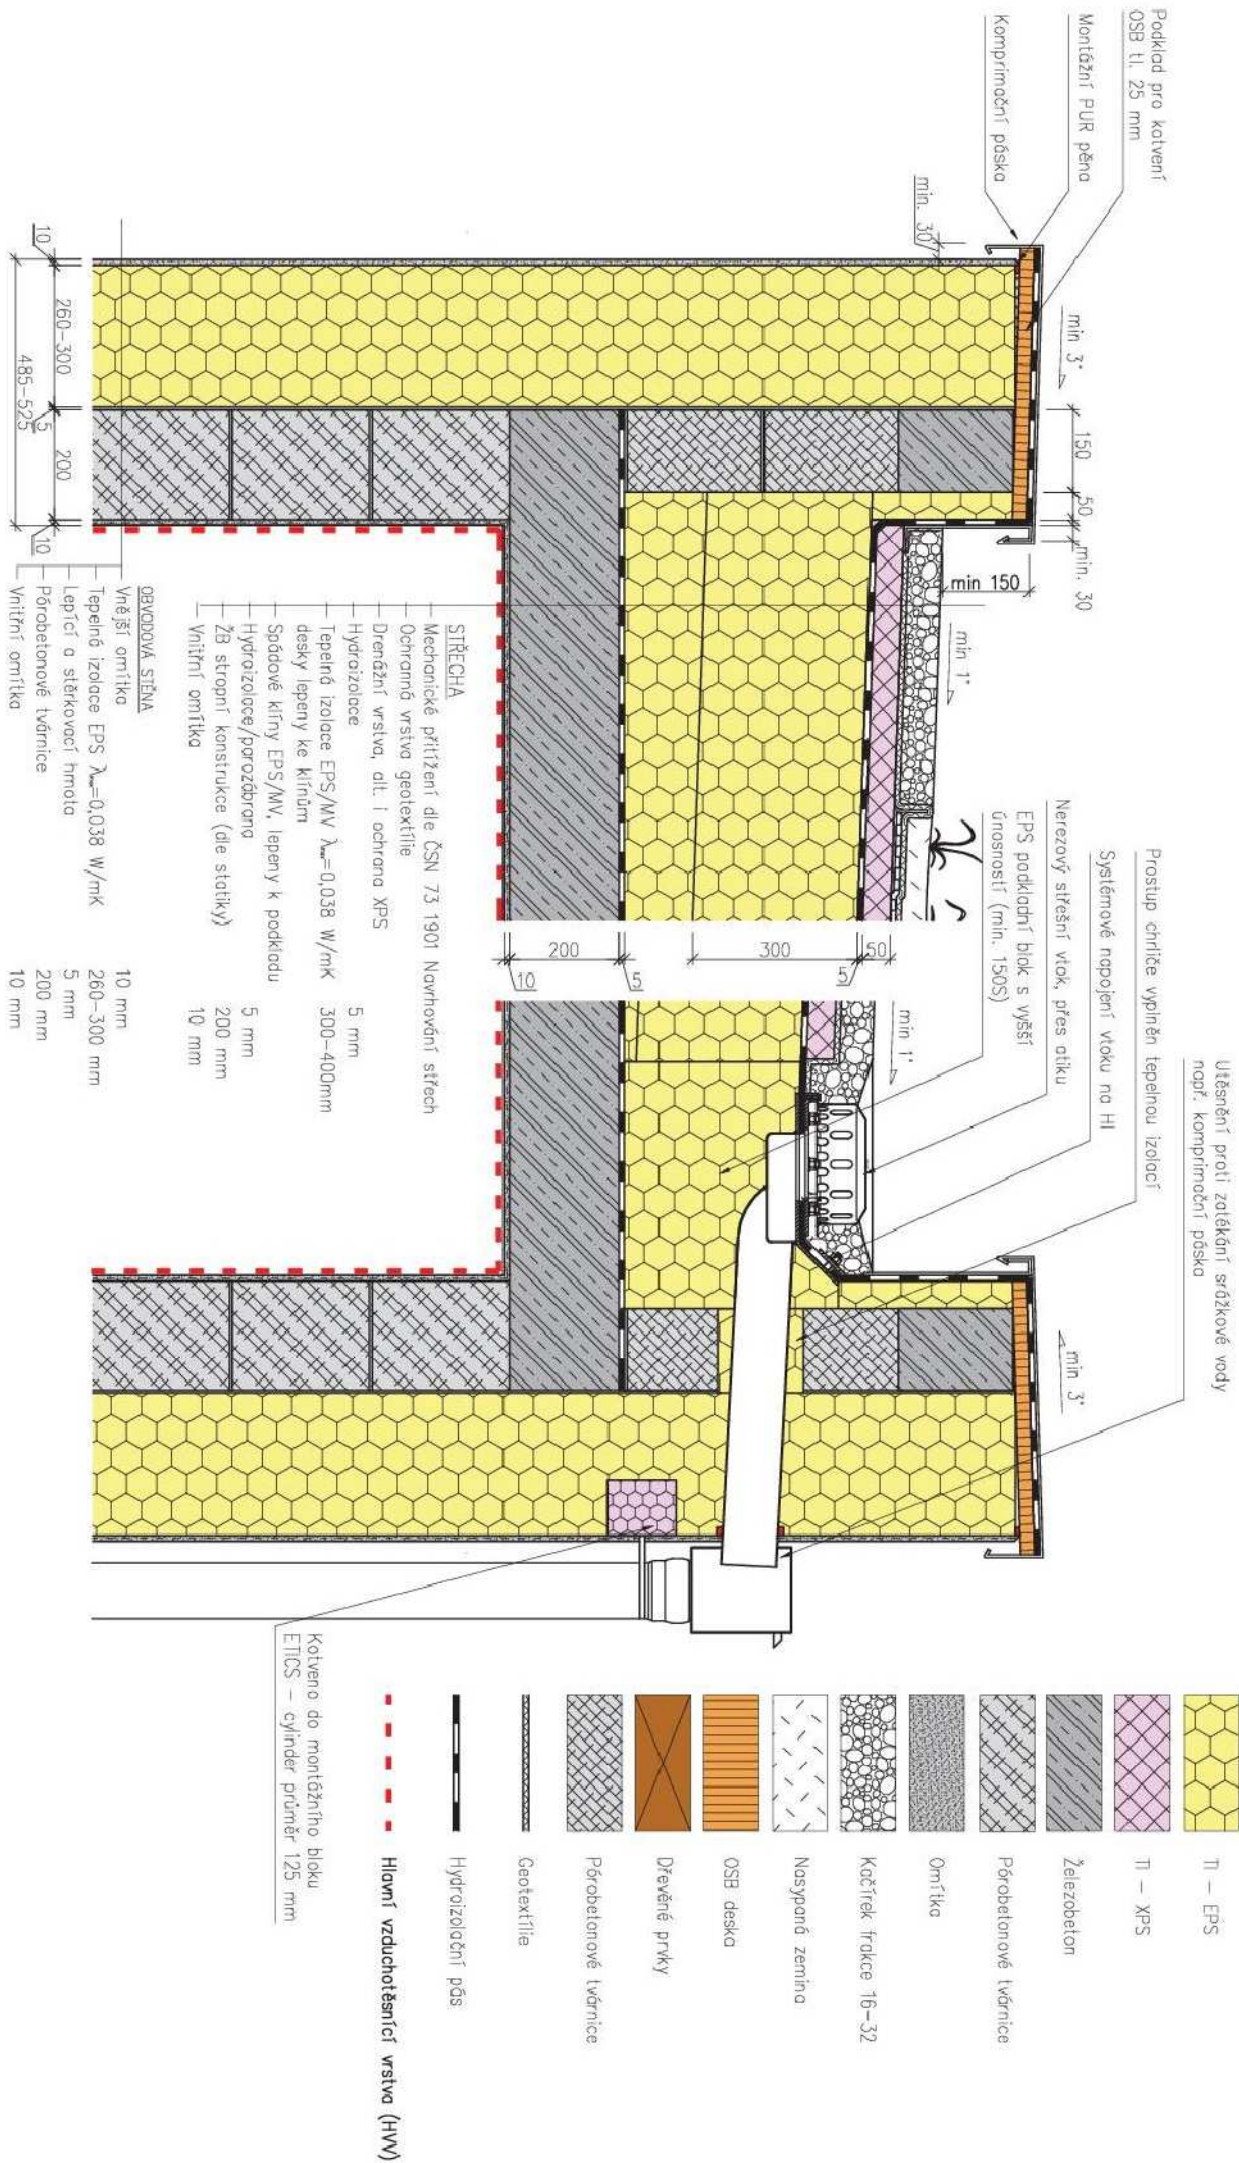 Podklad pro kotvení
OSB tl. 25 mm
Montážní PUR pěna
Komprimační páska
min. 30
min 3°
150
50
min. 30
min 150
min 1°
Utěsnění proti zatékání srážkové vody
např. komprimační páska
Prostup chrliče vyplněn tepelnou izolací
Systémové napojení vtoku na HI
Nerezový střešní vtok, přes atiku
EPS podkladní blok s vyšší
únosností (min. 150S)
min 1°
min 3°
50
5
300
5
200
10
STŘECHA
Mechanické přitížení dle ČSN 73 1901 Navrhování střech
Ochranná vrstva geotextílie
Drenážní vrstva, alt. i ochrana XPS
Hydroizolace 5 mm
Tepelná izolace EPS/MV =0,038 W/mK 300-400mm
desky lepeny ke klínům
Spádové klíny EPS/MV, lepeny k podkladu
Hydroizolace/parozábrana 5 mm
ŽB stropní konstrukce (dle statiky) 200 mm
Vnitřní omítka 10 mm
10
260-300
5
200
10
485-525
OBVODOVÁ STĚNA
Vnější omítka 10 mm
Tepelná izolace EPS =0,038 W/mK 260-300 mm
Lepící a stěrkovací hmota 5 mm
Pórobetonové tvárnice 200 mm
Vnitřní omítka 10 mm
Kotveno do montážního bloku
ETICS - cylinder průměr 125 mm
TI - EPS
TI - XPS
Železobeton
Pórobetonové tvárnice
Omítka
Kačírek frakce 16-32
Nasypaná zemina
OSB deska
Dřevěné prvky
Pórobetonové tvárnice
Geotextílie
Hydroizolační pás
Hlavní vzduchotěsnící vrstva (HVV)